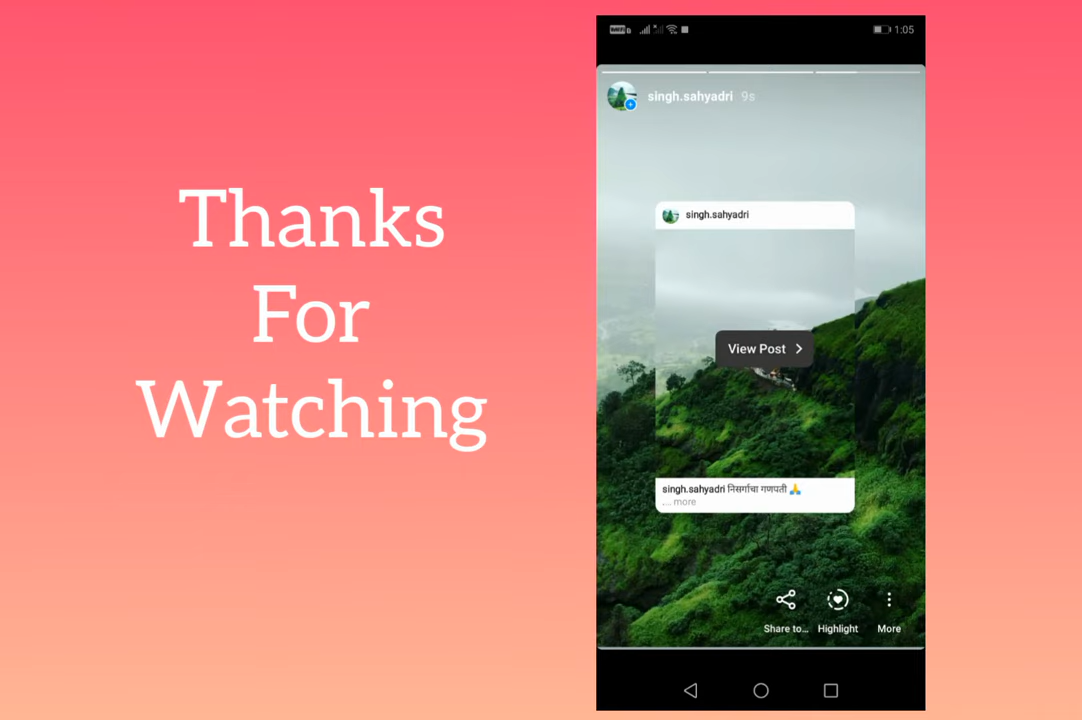 Thanks
For
Watching
1:05
singh.sahyadri 9s
singh.sahyadri
View Post
singh.sahyadri निसर्गाचा गणपती 🙏
... more
Share to...
Highlight
More